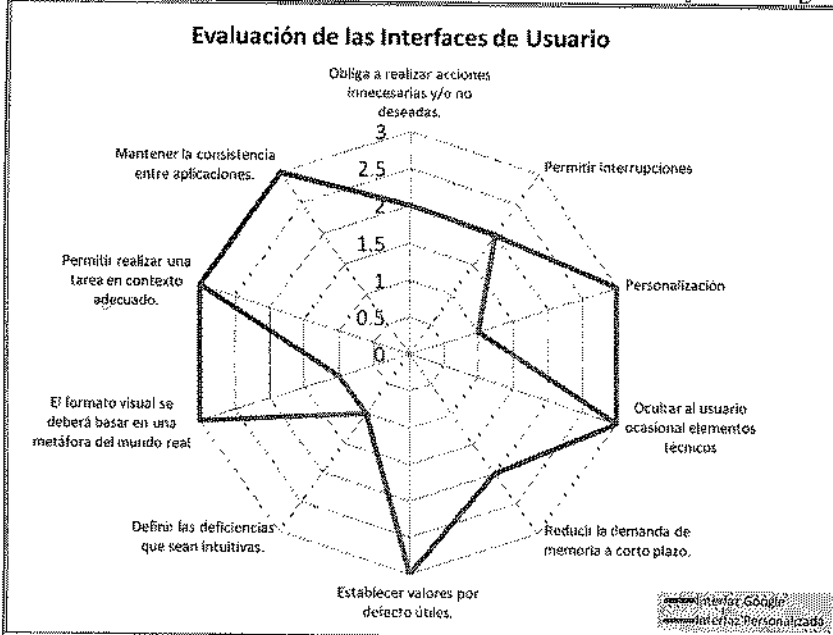 Evaluación de las Interfaces de Usuario
Obliga a realizar acciones
innecesarias y/o no
deseadas.
3
2.5
2
1.5
1
0.5
0
Permitir interrupciones
Personalización
Ocultar al usuario
ocasional elementos
técnicos
Reducir la demanda de
memoria a corto plazo.
Establecer valores por
defecto útiles.
Definir las deficiencias
que sean intuitivas.
El formato visual se
deberá basar en una
metáfora del mundo real
Permitir realizar una
tarea en contexto
adecuado.
Mantener la consistencia
entre aplicaciones.
Interfaz Google
Interfaz Personalizada